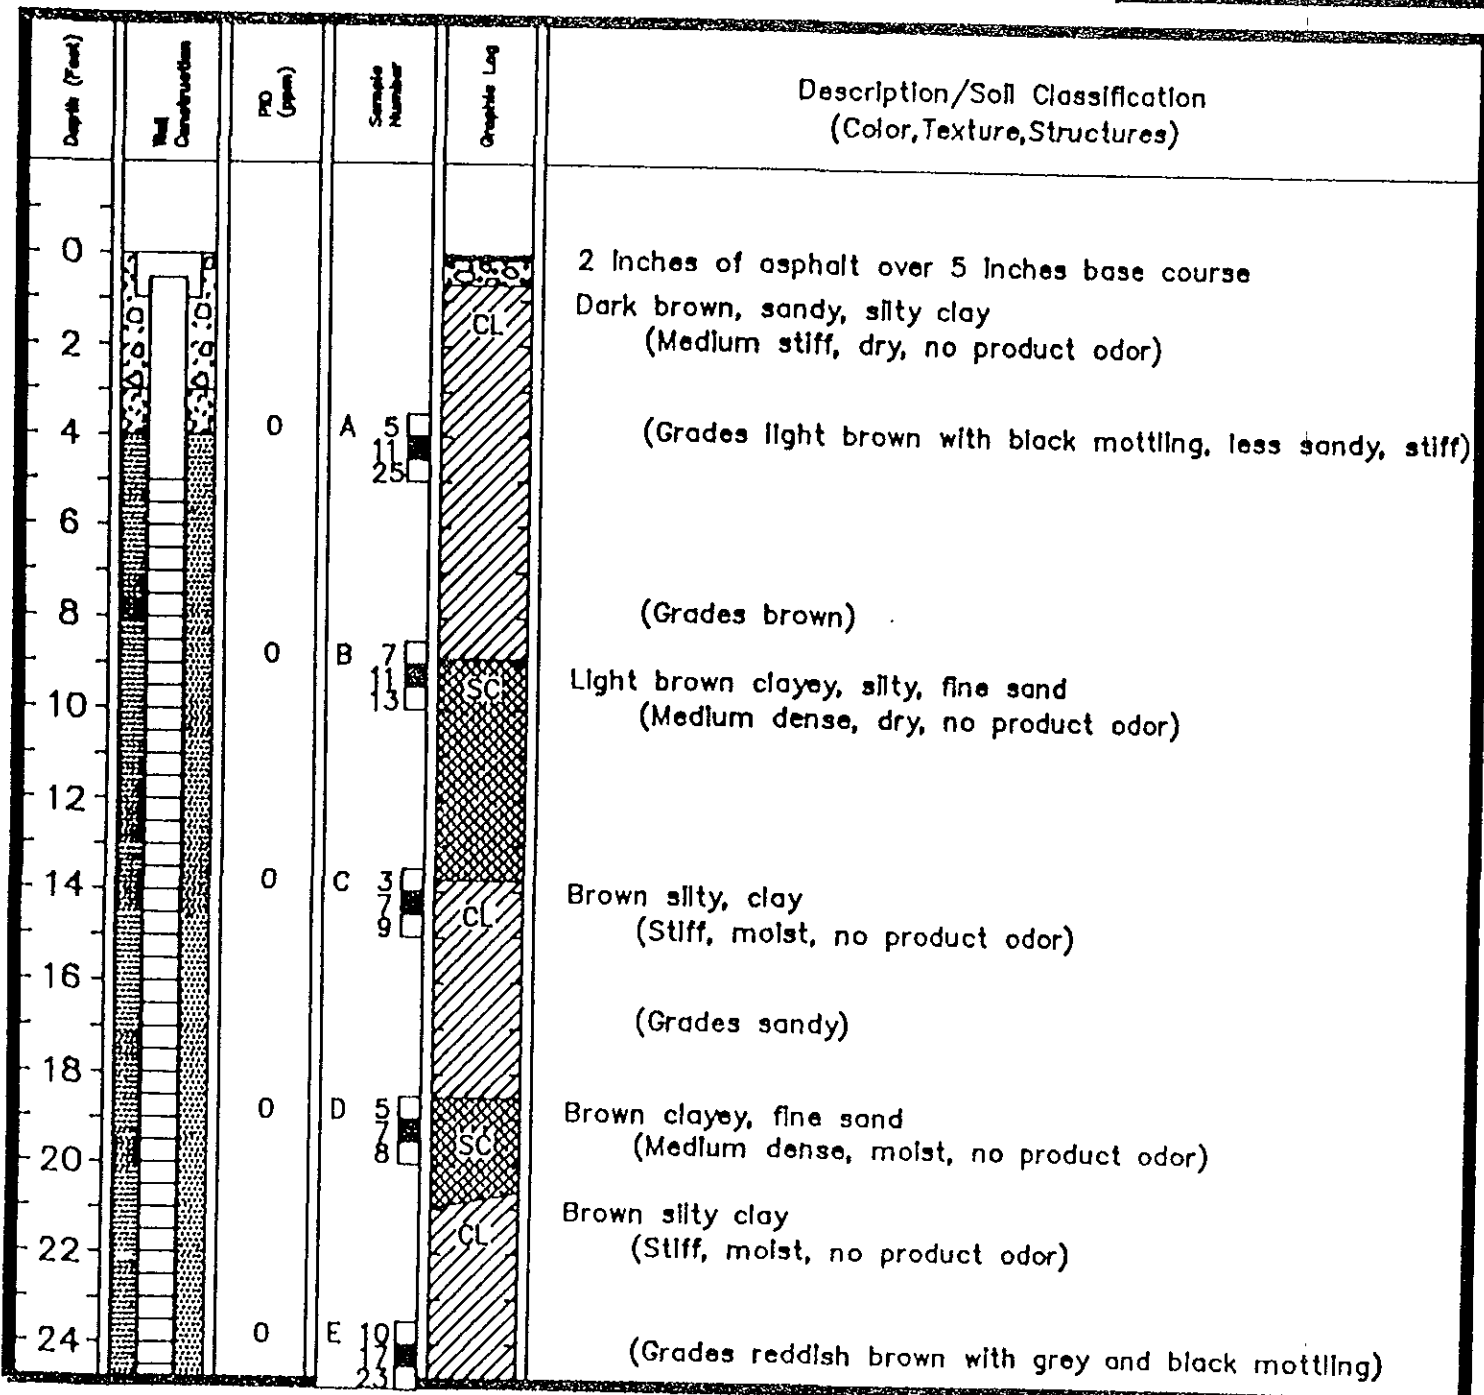 Depth (Feet)
Well Construction
PID (ppm)
Sample Number
Graphic Log
Description/Soil Classification
(Color,Texture,Structures)
0
2 inches of asphalt over 5 inches base course
Dark brown, sandy, silty clay
CL
2
(Medium stiff, dry, no product odor)
4 0 A 5
11
25
(Grades light brown with black mottling, less sandy, stiff)
6
8
(Grades brown)
0 B 7
11
13
SC
Light brown clayey, silty, fine sand
10
(Medium dense, dry, no product odor)
12
14 0 C 3
7
9
CL
Brown silty, clay
(Stiff, moist, no product odor)
16
(Grades sandy)
18
0 D 5
7
8
Brown clayey, fine sand
SC
20
(Medium dense, moist, no product odor)
Brown silty clay
CL
22
(Stiff, moist, no product odor)
24 0 E 10
17
23
(Grades reddish brown with grey and black mottling)